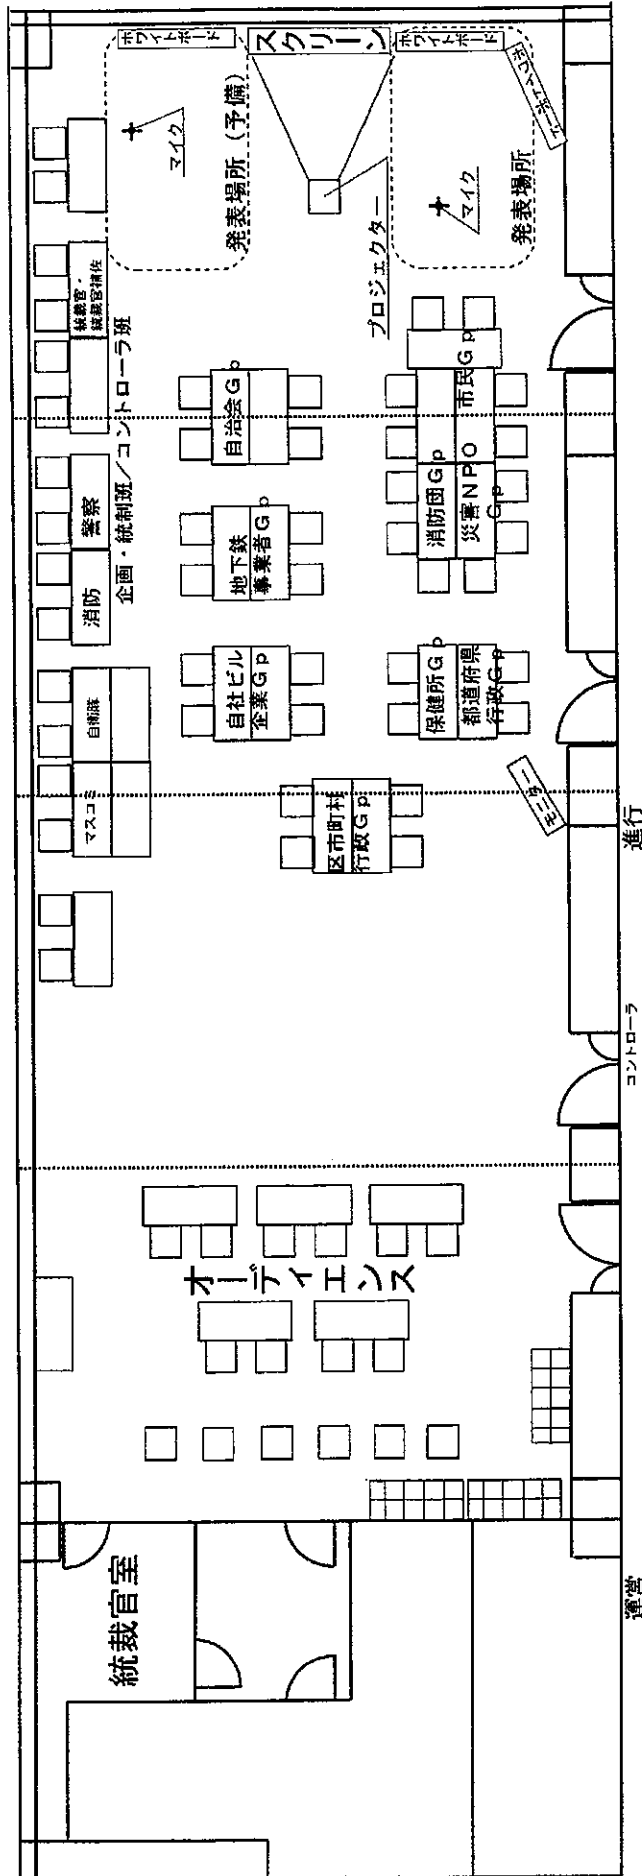 ホワイトボード
スクリーン
ホワイトボード
マイク
発表場所（予備）
プロジェクター
マイク
発表場所
統裁官・
統裁官補佐
企画・統制班／コントローラ班
警察
消防
自衛隊
マスコミ
自治会Gp
地下鉄
事業者Gp
自社ビル
企業Gp
市民Gp
消防団Gp
災害NPO
Gp
保健所Gp
都道府県
行政Gp
区市町村
行政Gp
モニター
進行
コントローラ
オーディエンス
統裁官室
運営